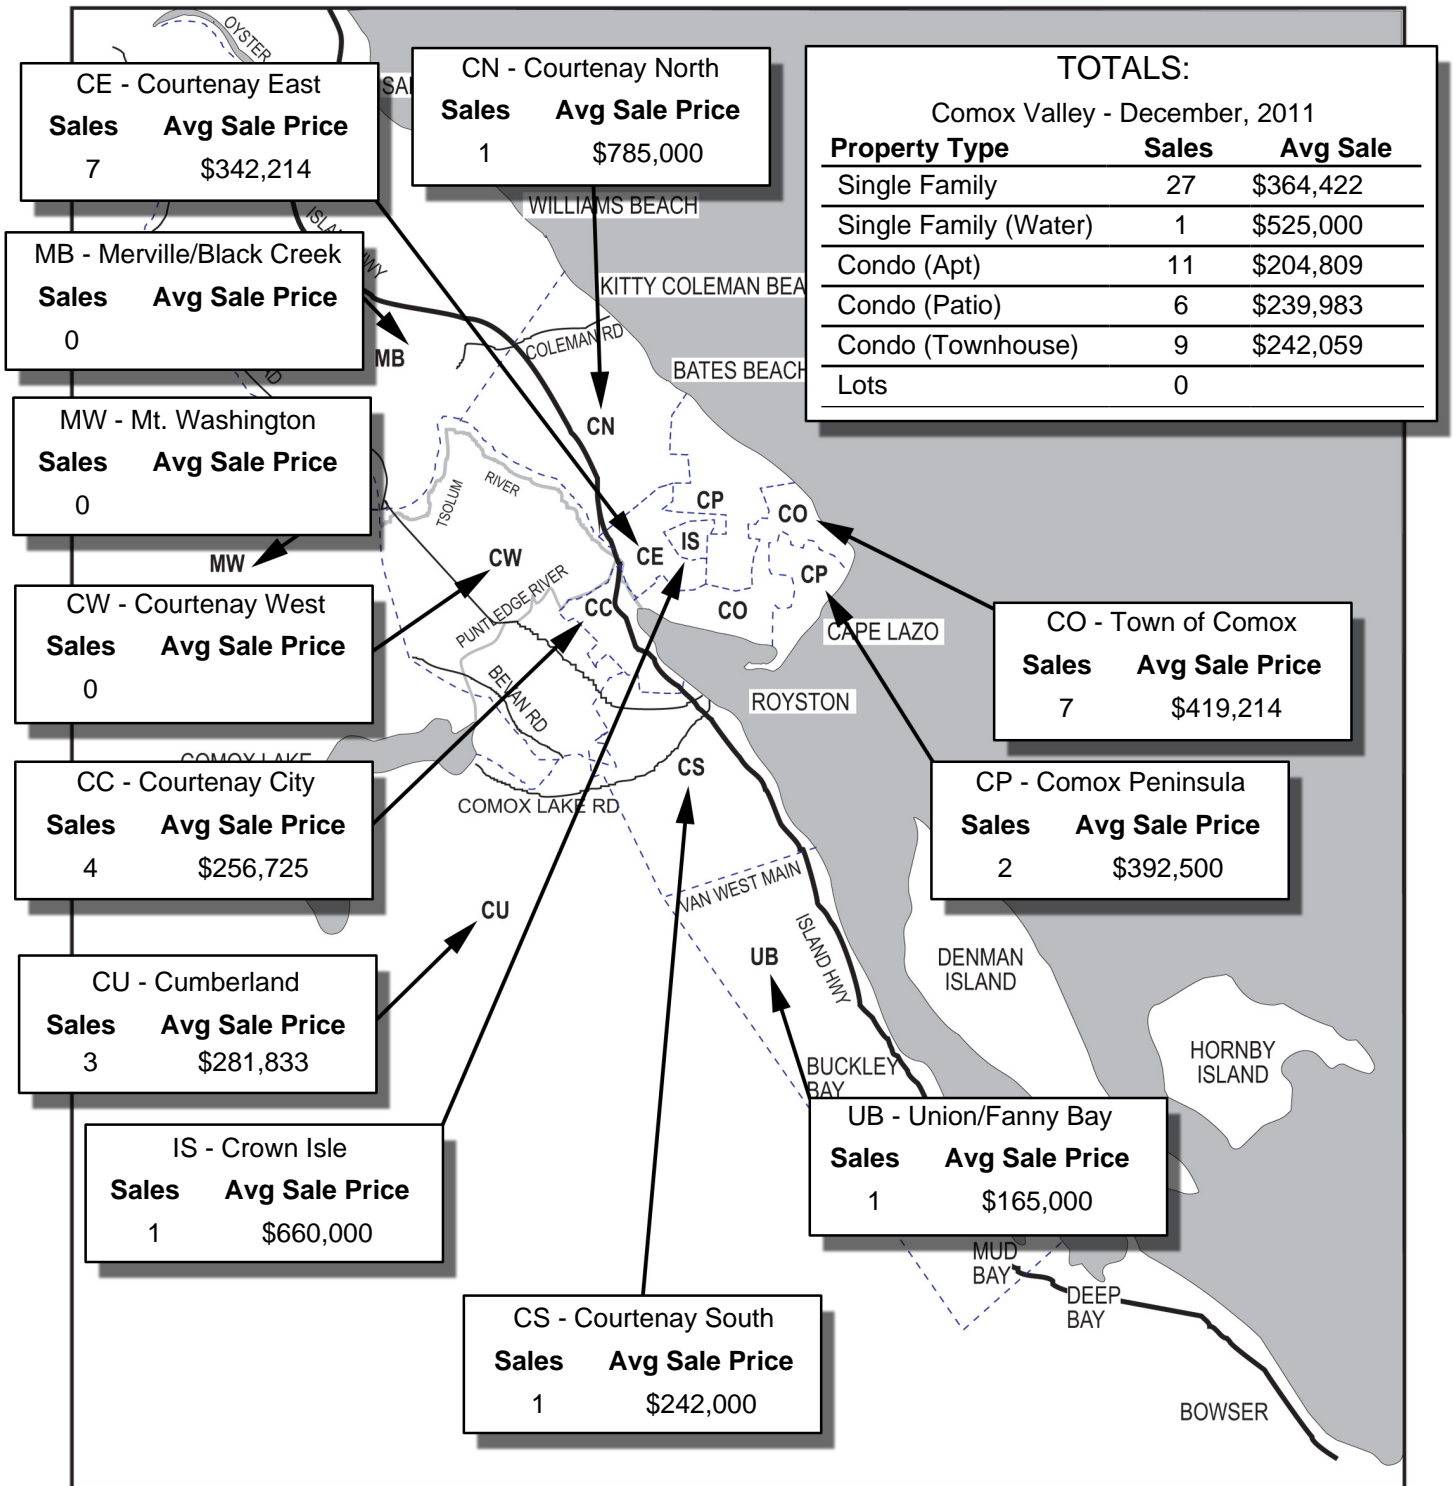 OYSTER
CE - Courtenay East
Sales Avg Sale Price
7 $342,214
CN - Courtenay North
Sales Avg Sale Price
1 $785,000
TOTALS:
Comox Valley - December, 2011
Property Type Sales Avg Sale
Single Family 27 $364,422
Single Family (Water) 1 $525,000
Condo (Apt) 11 $204,809
Condo (Patio) 6 $239,983
Condo (Townhouse) 9 $242,059
Lots 0
WILLIAMS BEACH
MB - Merville/Black Creek
Sales Avg Sale Price
0
KITTY COLEMAN BEA
COLEMAN RD
MB
BATES BEACH
MW - Mt. Washington
Sales Avg Sale Price
0
CN
TSOLUM
RIVER
CP
CO
IS
CE
CW
MW
CP
PUNTLEDGE RIVER
CC
CO
CAPE LAZO
CW - Courtenay West
Sales Avg Sale Price
0
CO - Town of Comox
Sales Avg Sale Price
7 $419,214
BEVAN RD
ROYSTON
COMOX LAKE
CC - Courtenay City
Sales Avg Sale Price
4 $256,725
CS
COMOX LAKE RD
CP - Comox Peninsula
Sales Avg Sale Price
2 $392,500
VAN WEST MAIN
CU
ISLAND HWY
UB
DENMAN
ISLAND
CU - Cumberland
Sales Avg Sale Price
3 $281,833
HORNBY
ISLAND
BUCKLEY
BAY
UB - Union/Fanny Bay
Sales Avg Sale Price
1 $165,000
IS - Crown Isle
Sales Avg Sale Price
1 $660,000
MUD
BAY
DEEP
BAY
CS - Courtenay South
Sales Avg Sale Price
1 $242,000
BOWSER